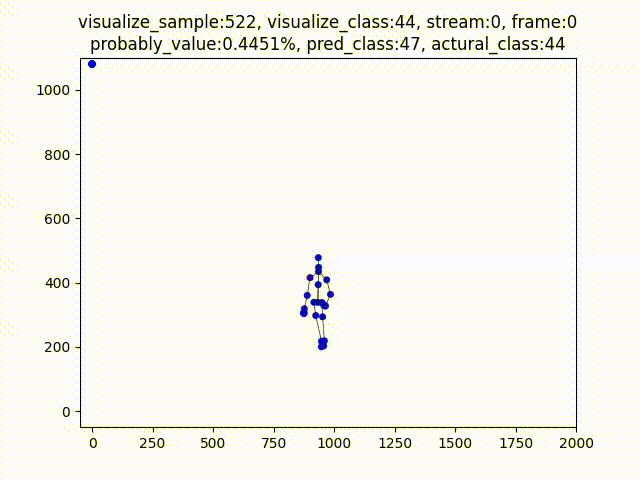 visualize_sample:522, visualize_class:44, stream:0, frame:0
probably_value:0.4451%, pred_class:47, actural_class:44
1000
800
600
400
200
0
0 250 500 750 1000 1250 1500 1750 2000